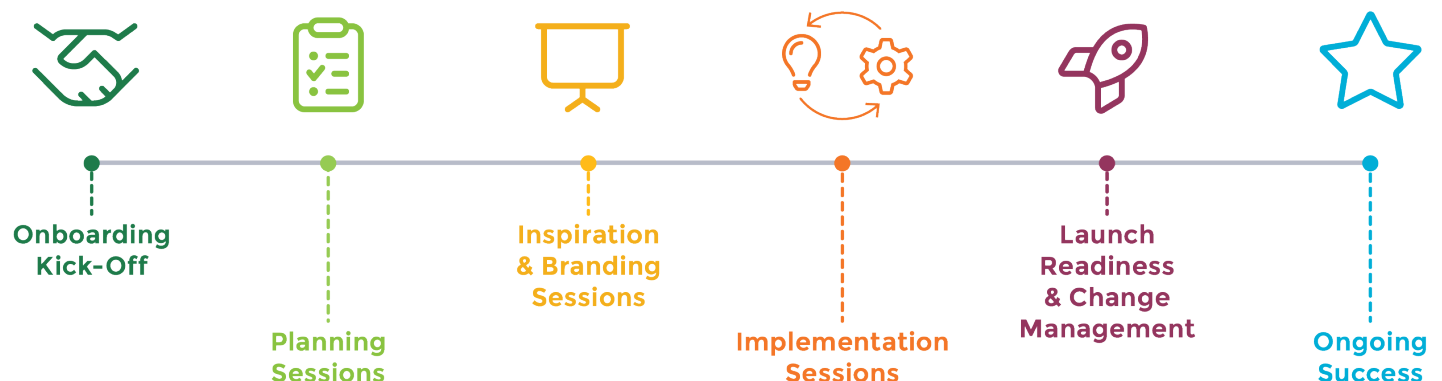 Onboarding
Kick-Off
Planning
Sessions
Inspiration
& Branding
Sessions
Implementation
Sessions
Launch
Readiness
& Change
Management
Ongoing
Success